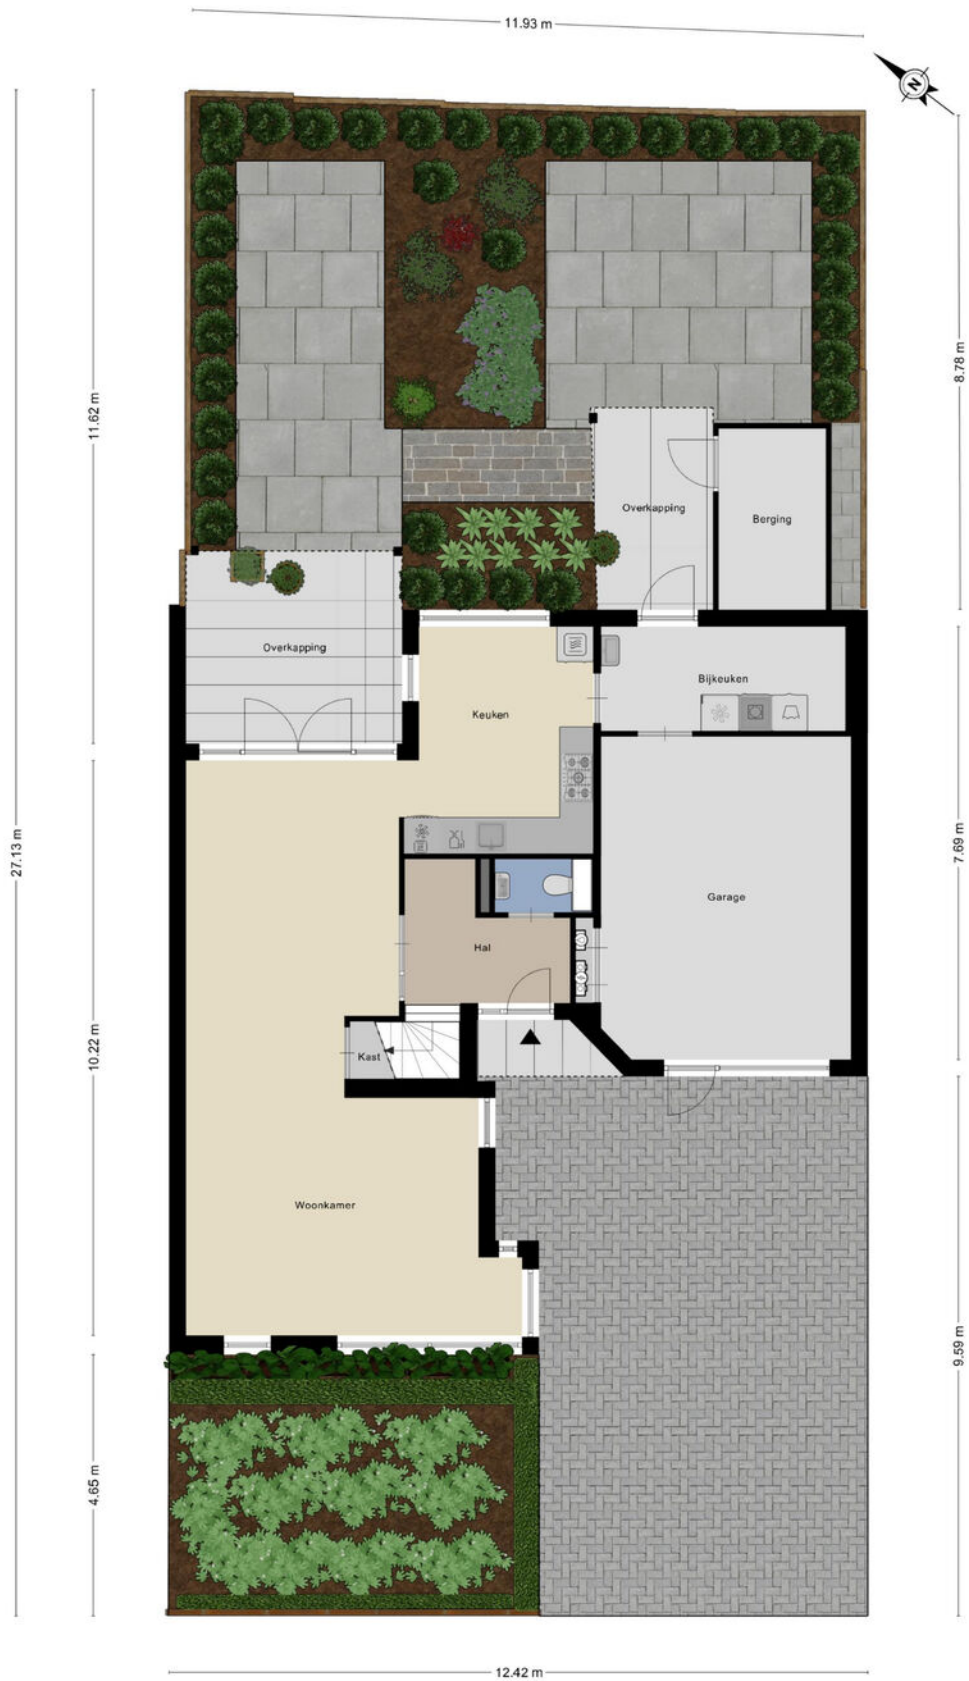 11.93 m
N
11.62 m
8.78 m
Overkapping
Berging
Overkapping
Bijkeuken
Keuken
27.13 m
7.69 m
Garage
Hal
10.22 m
Kast
Woonkamer
9.59 m
4.65 m
12.42 m